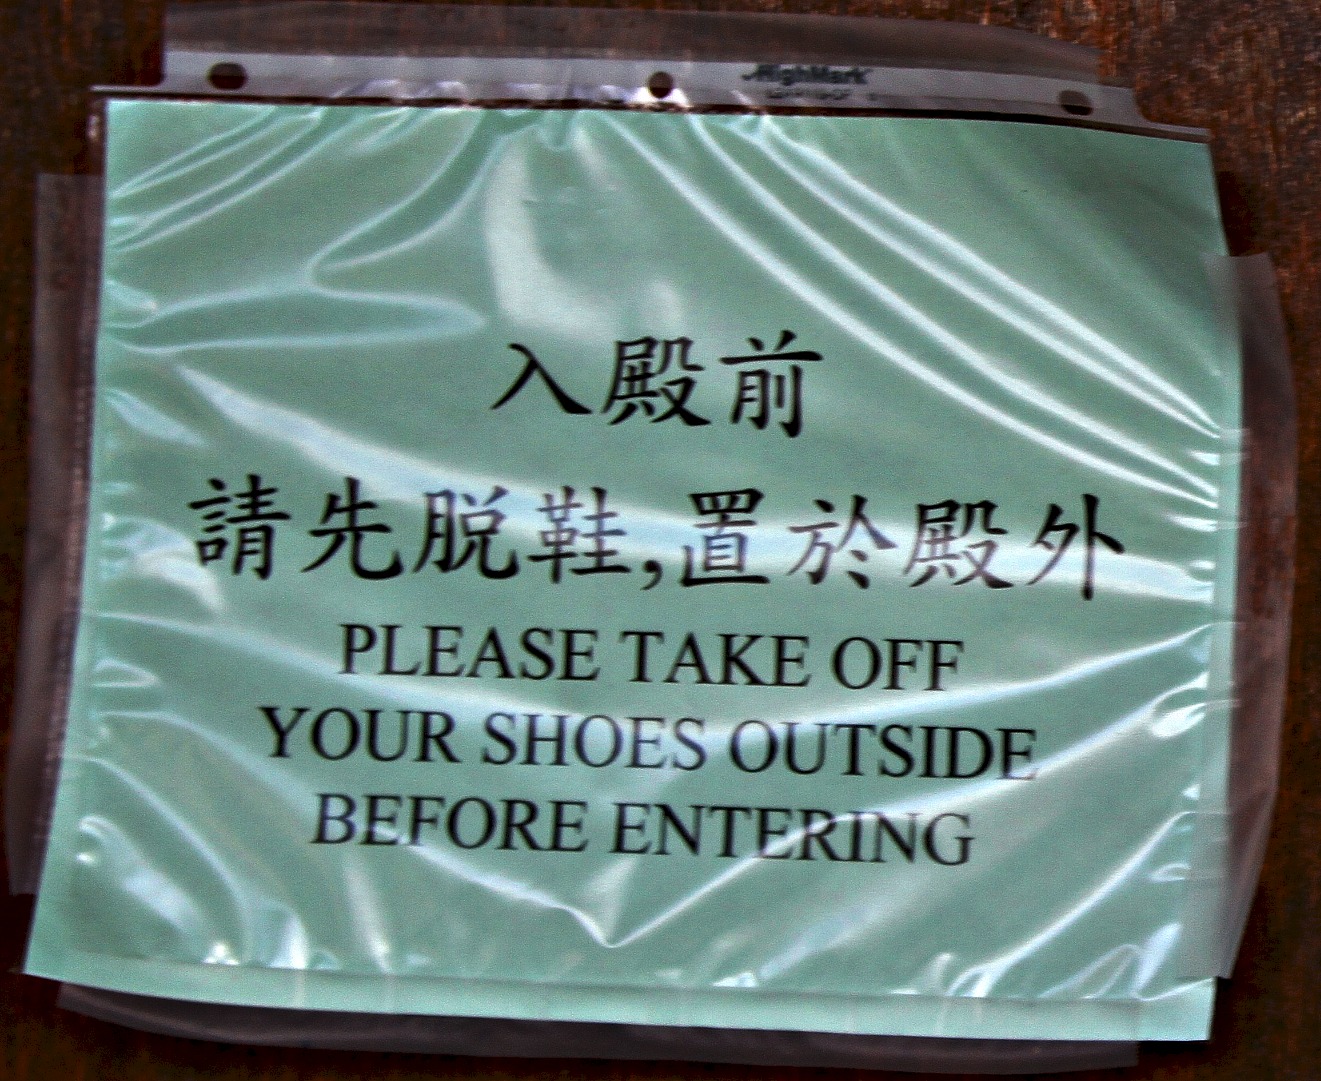 HighMark
入殿前
請先脱鞋,置於殿外
PLEASE TAKE OFF
YOUR SHOES OUTSIDE
BEFORE ENTERING